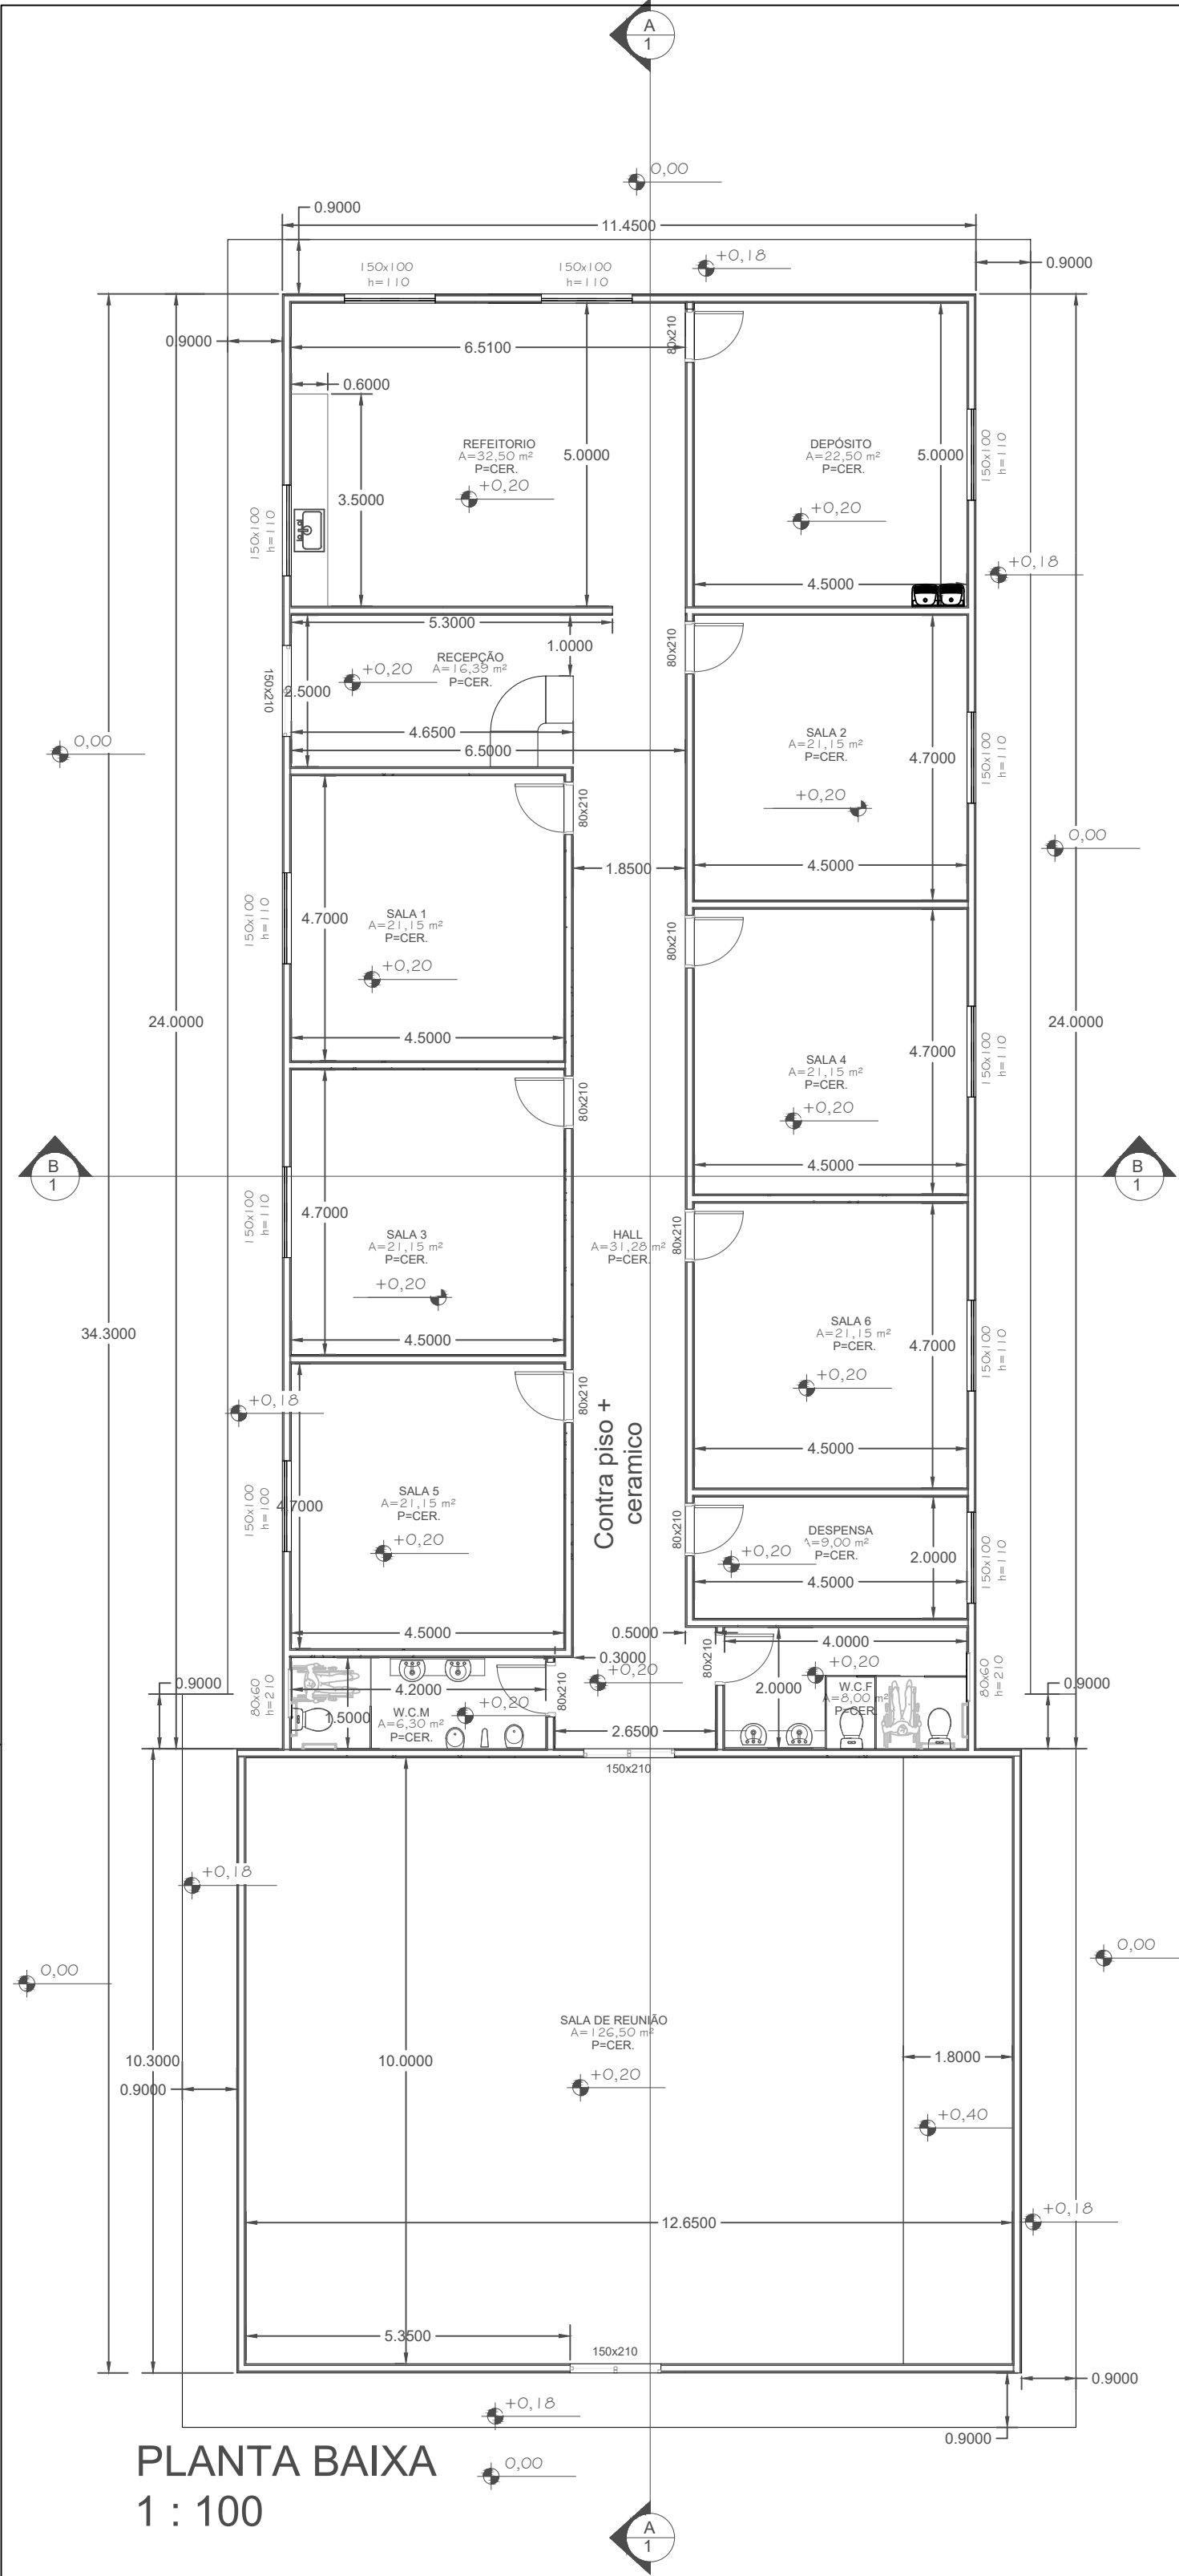 A
1
0,00
0.9000
11.4500
150x100
h=110
150x100
h=110
+0,18
0.9000
0.9000
6.5100
80x210
0.6000
REFEITORIO
A=32,50 m²
P=CER.
+0,20
5.0000
3.5000
DEPÓSITO
A=22,50 m²
P=CER.
5.0000
+0,20
150x100
h=110
150x100
h=110
+0,18
4.5000
5.3000
1.0000
80x210
RECEPÇÃO
A=16,39 m²
P=CER.
+0,20
150x210
2.5000
4.6500
6.5000
0,00
SALA 2
A=21,15 m²
P=CER.
4.7000
+0,20
150x100
h=110
80x210
1.8500
4.5000
0,00
SALA 1
A=21,15 m²
P=CER.
4.7000
+0,20
150x100
h=110
80x210
4.5000
24.0000
24.0000
SALA 4
A=21,15 m²
P=CER.
4.7000
+0,20
150x100
h=110
80x210
4.5000
B
1
B
1
4.7000
SALA 3
A=21,15 m²
P=CER.
+0,20
150x100
h=110
HALL
A=31,28 m²
P=CER.
80x210
34.3000
4.5000
SALA 6
A=21,15 m²
P=CER.
4.7000
+0,20
150x100
h=110
+0,18
80x210
Contra piso +
ceramico
4.5000
150x100
h=100
4.7000
SALA 5
A=21,15 m²
P=CER.
+0,20
80x210
DESPENSA
A=9,00 m²
P=CER.
+0,20
2.0000
4.5000
150x100
h=110
4.5000
0.5000
0.3000
+0,20
80x210
4.0000
+0,20
0.9000
80x60
h=210
4.2000
1.5000
W.C.M
A=6,30 m²
P=CER.
+0,20
80x210
2.6500
2.0000
W.C.F
A=8,00 m²
P=CER.
80x60
h=210
0.9000
150x210
+0,18
0,00
0,00
SALA DE REUNIÃO
A=126,50 m²
P=CER.
+0,20
10.3000
0.9000
10.0000
1.8000
+0,40
12.6500
+0,18
5.3500
150x210
0.9000
+0,18
0.9000
PLANTA BAIXA
1 : 100
0,00
A
1